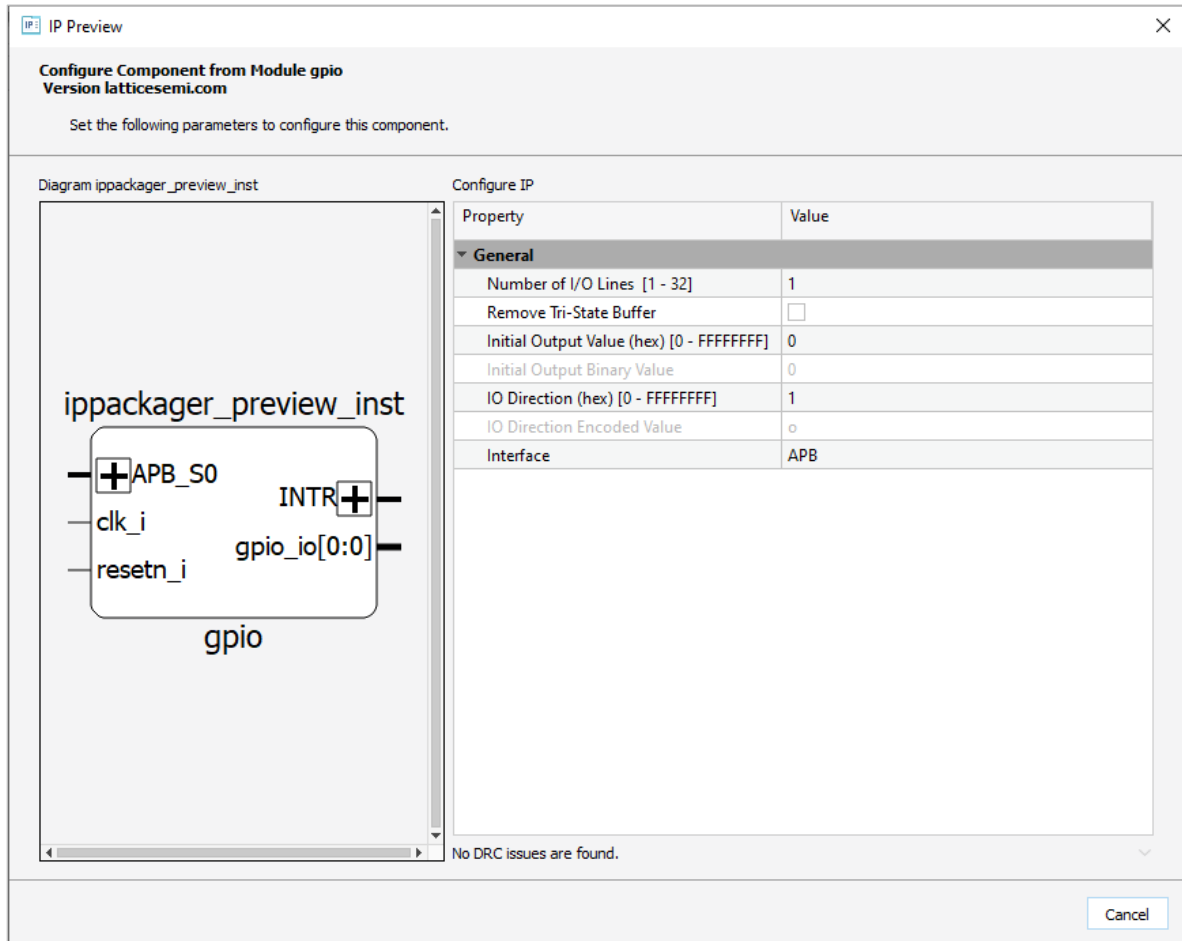 IP Preview
Configure Component from Module gpio
Version latticesemi.com
Set the following parameters to configure this component.
Diagram ippackager_preview_inst
ippackager_preview_inst
APB_S0
clk_i
resetn_i
INTR
gpio_io[0:0]
gpio
Configure IP
Property Value
General
Number of I/O Lines [1 - 32] 1
Remove Tri-State Buffer
Initial Output Value (hex) [0 - FFFFFFFF] 0
Initial Output Binary Value 0
IO Direction (hex) [0 - FFFFFFFF] 1
IO Direction Encoded Value o
Interface APB
No DRC issues are found.
Cancel